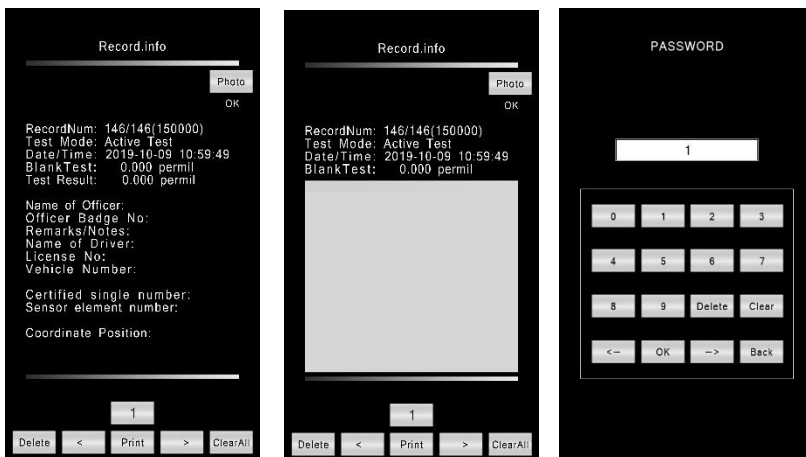 Record.info
Photo
OK
RecordNum: 146/146(150000)
Test Mode: Active Test
Date/Time: 2019-10-09 10:59:49
BlankTest: 0.000 permil
Test Result: 0.000 permil
Name of Officer:
Officer Badge No:
Remarks/Notes:
Name of Driver:
License No:
Vehicle Number:
Certified single number:
Sensor element number:
Coordinate Position:
1
Delete < Print > ClearAll
Record.info
Photo
OK
RecordNum: 146/146(150000)
Test Mode: Active Test
Date/Time: 2019-10-09 10:59:49
BlankTest: 0.000 permil
1
Delete < Print > ClearAll
PASSWORD
1
0 1 2 3
4 5 6 7
8 9 Delete Clear
<- OK -> Back